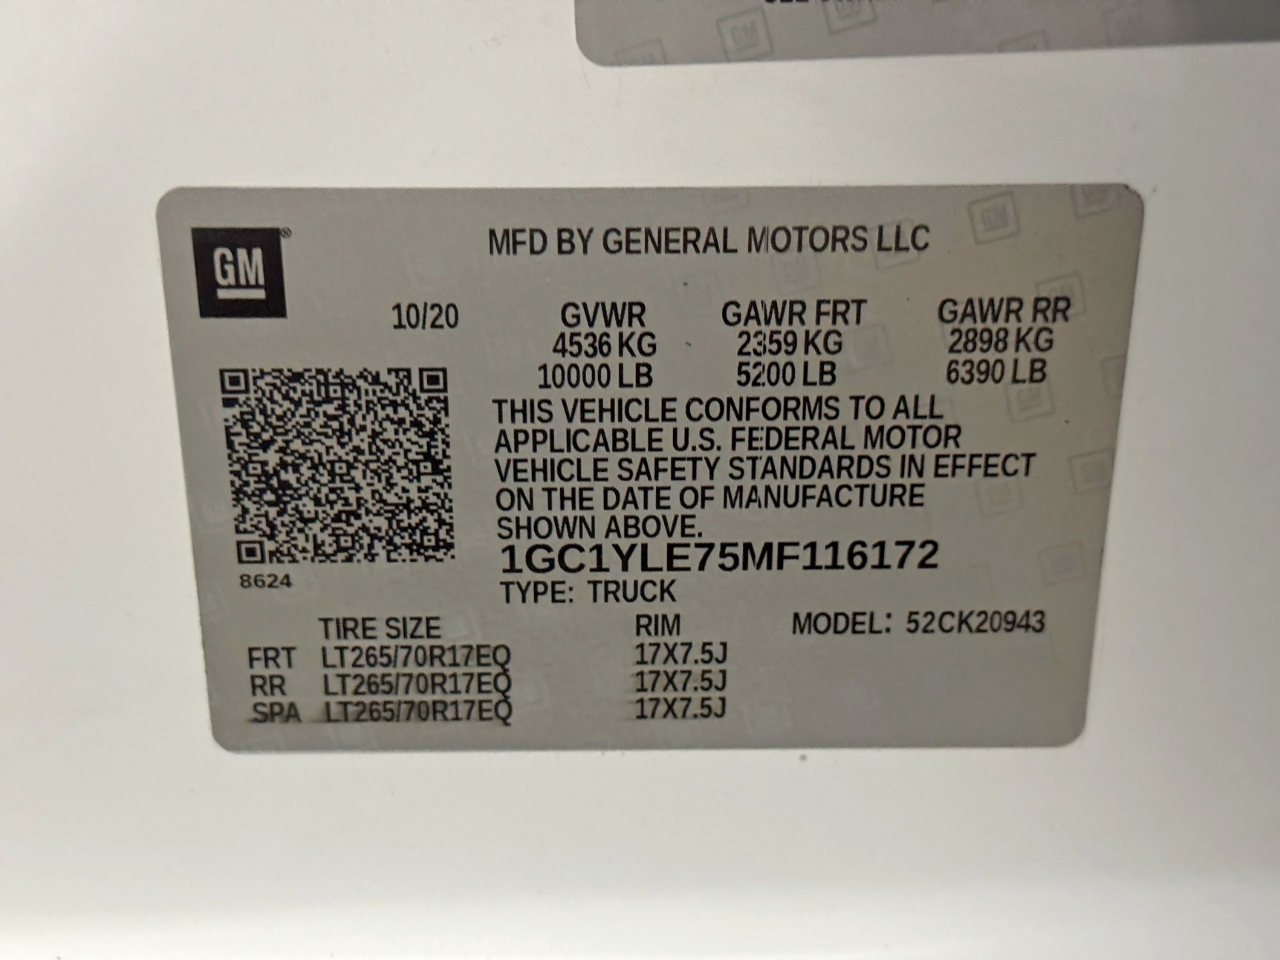 GM
MFD BY GENERAL MOTORS LLC
10/20 GVWR GAWR FRT GAWR RR
4536 KG 2359 KG 2898 KG
10000 LB 5200 LB 6390 LB
THIS VEHICLE CONFORMS TO ALL
APPLICABLE U.S. FEDERAL MOTOR
VEHICLE SAFETY STANDARDS IN EFFECT
ON THE DATE OF MANUFACTURE
SHOWN ABOVE.
1GC1YLE75MF116172
8624
TYPE: TRUCK
TIRE SIZE RIM MODEL: 52CK20943
FRT LT265/70R17EQ 17X7.5J
RR LT265/70R17EQ 17X7.5J
SPA LT265/70R17EQ 17X7.5J